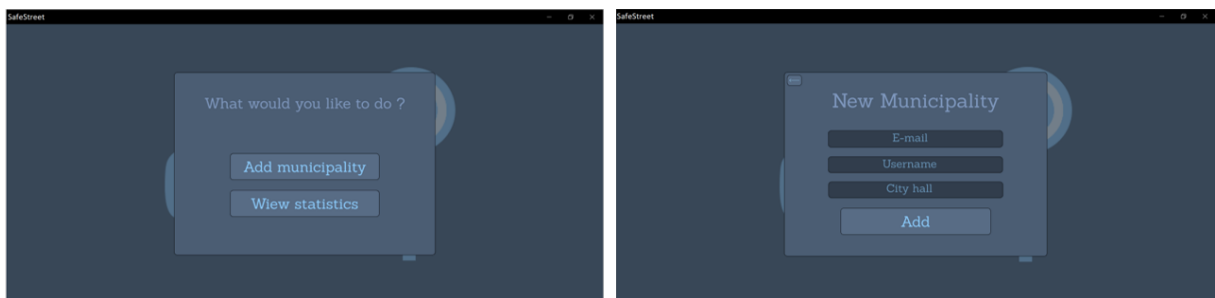 SafeStreet
What would you like to do ?
Add municipality
Wiew statistics
SafeStreet
New Municipality
E-mail
Username
City hall
Add